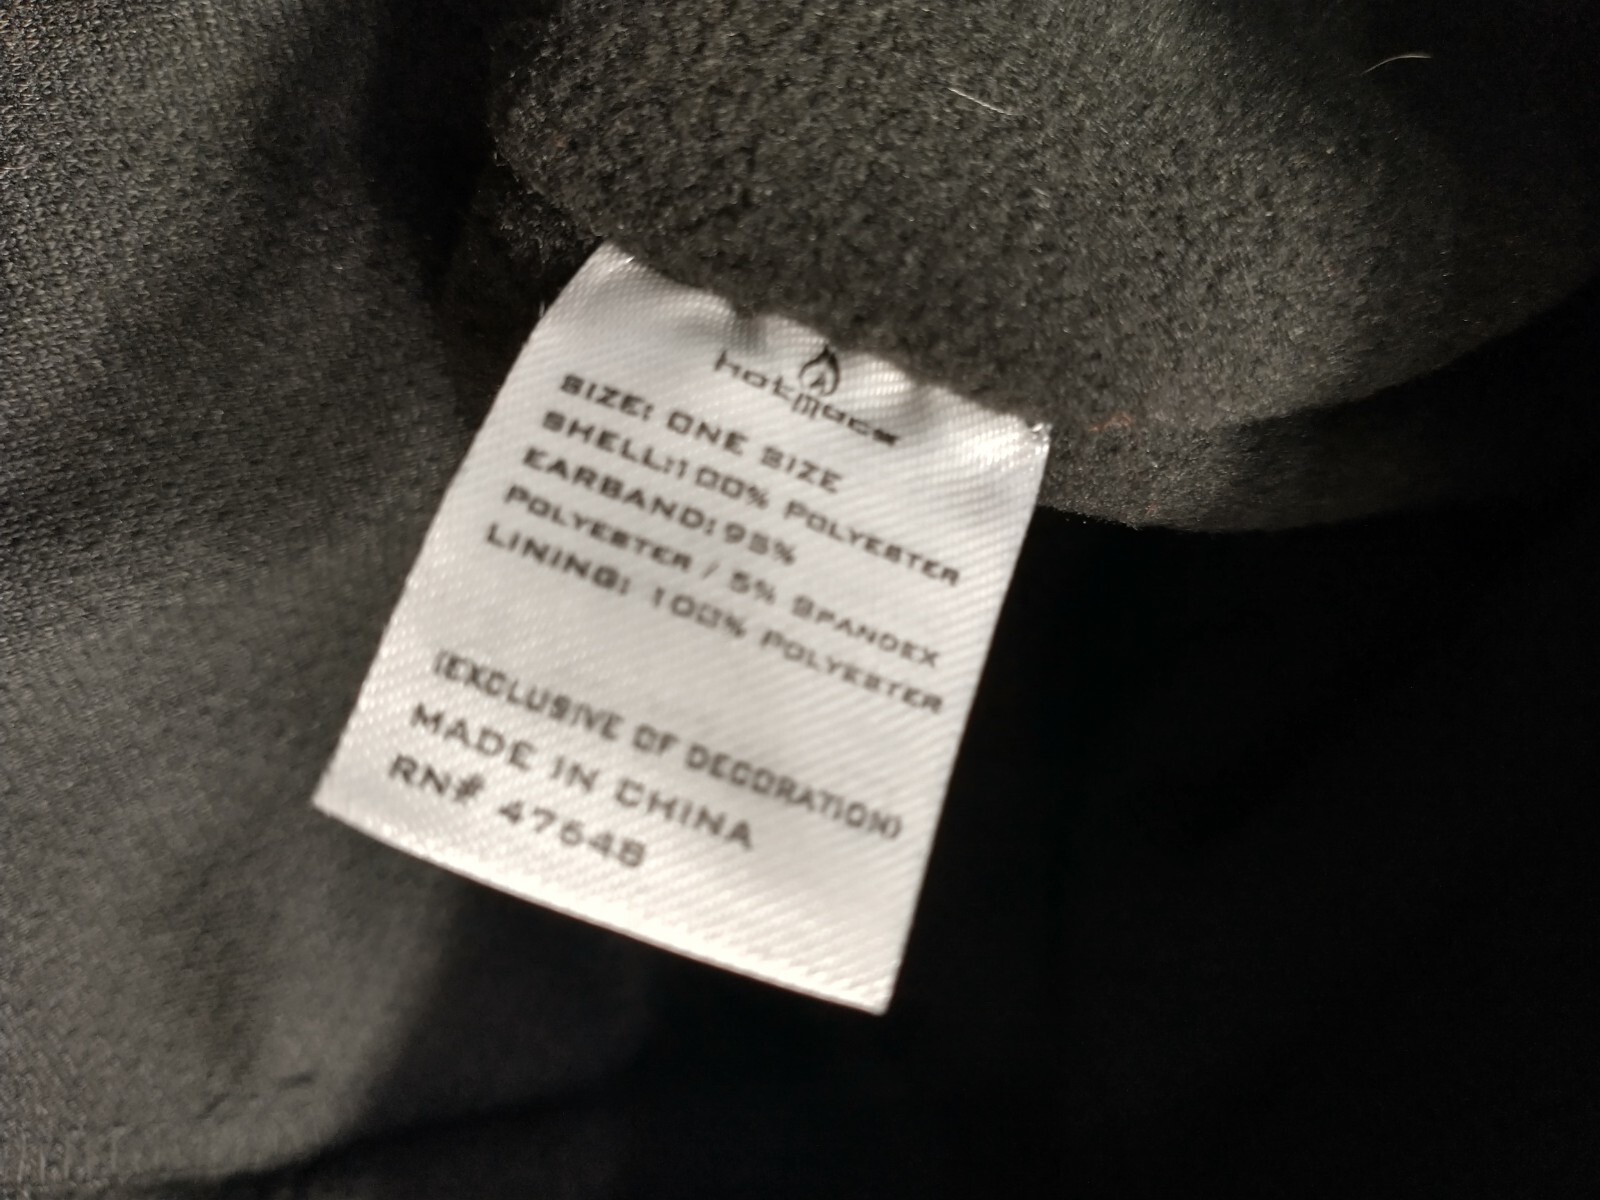 hotmocs
SIZE: ONE SIZE
SHELL:100% POLYESTER
EARBAND: 95%
POLYESTER / 5% SPANDEX
LINING: 100% POLYESTER
(EXCLUSIVE OF DECORATION)
MADE IN CHINA
RN# 47648